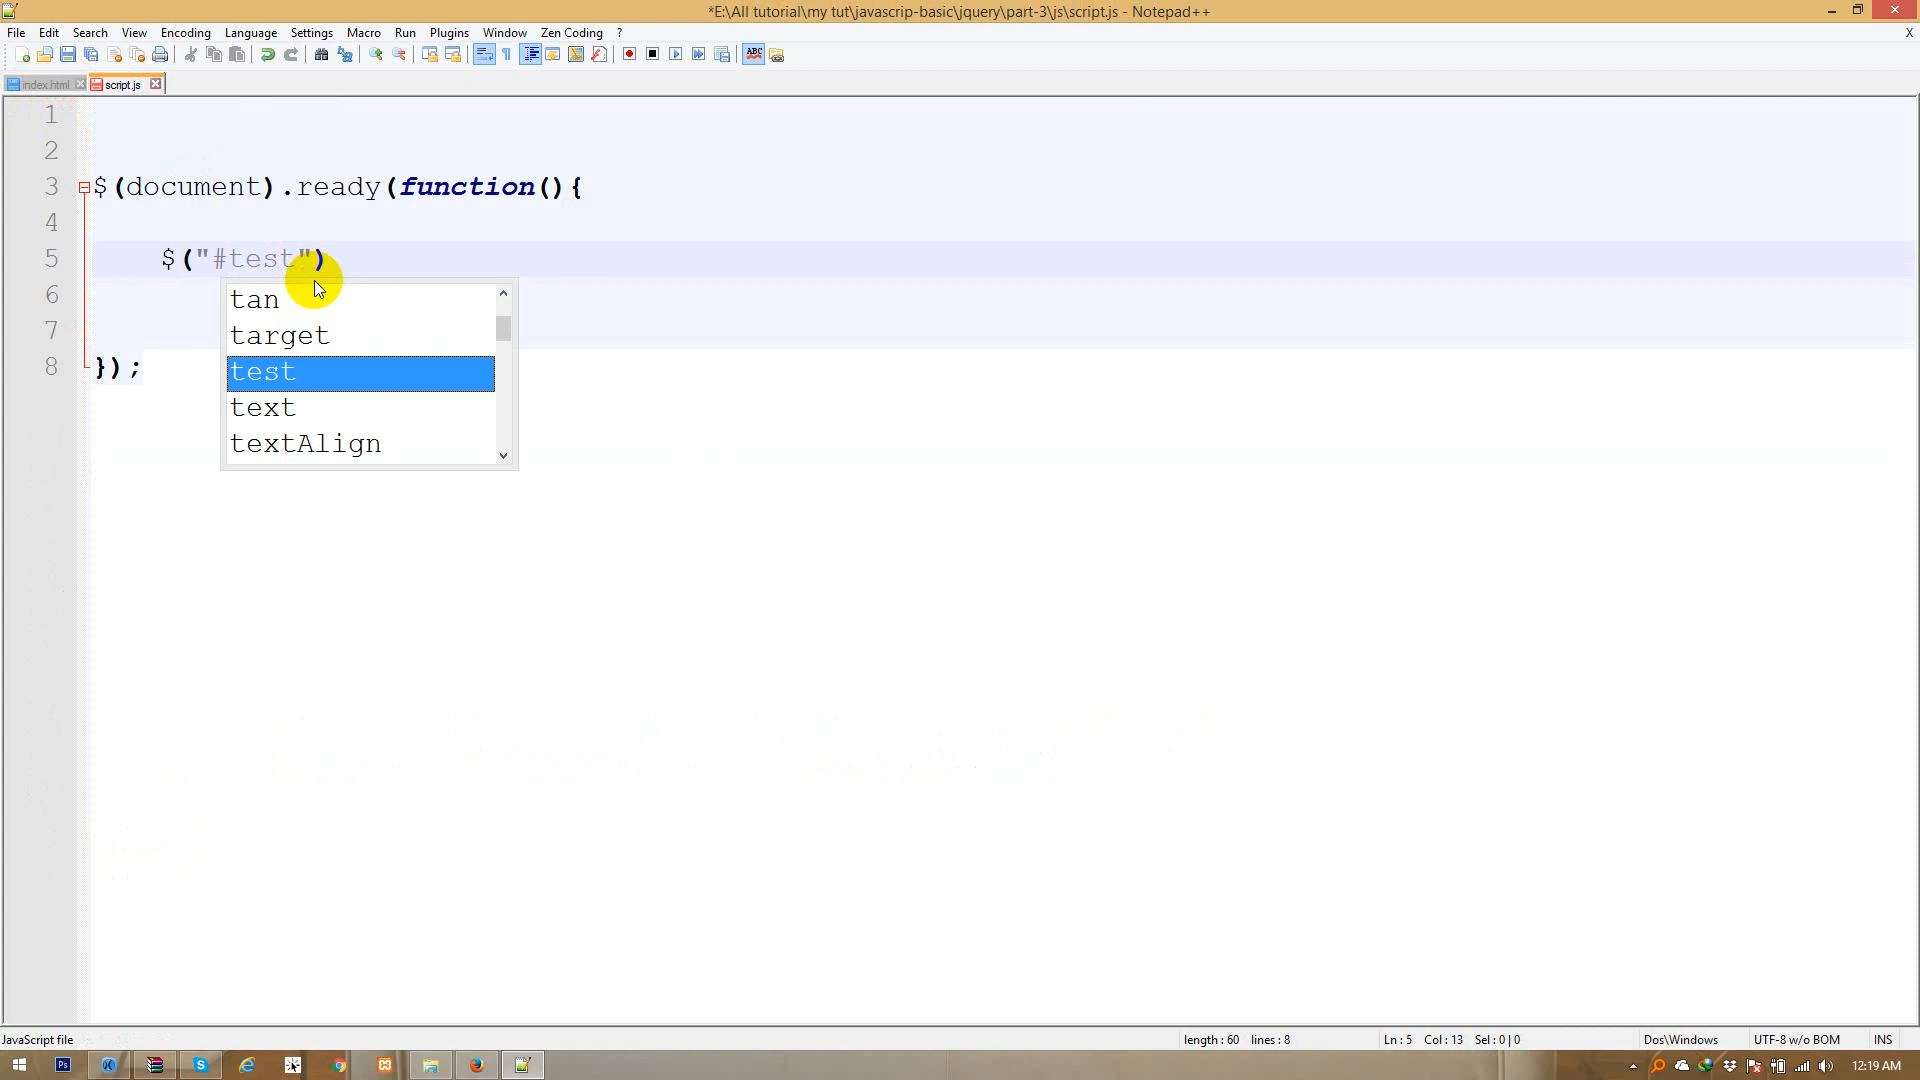 *E:\All tutorial\my tut\javascrip-basic\jquery\part-3\js\script.js - Notepad++
File Edit Search View Encoding Language Settings Macro Run Plugins Window Zen Coding ? X
index.html script.js
1
2
3 $(document).ready(function(){
4
5 $("#test")
6
7
8 });
tan
target
test
text
textAlign
JavaScript file length : 60 lines : 8 Ln : 5 Col : 13 Sel : 0 | 0 Dos\Windows UTF-8 w/o BOM INS
12:19 AM